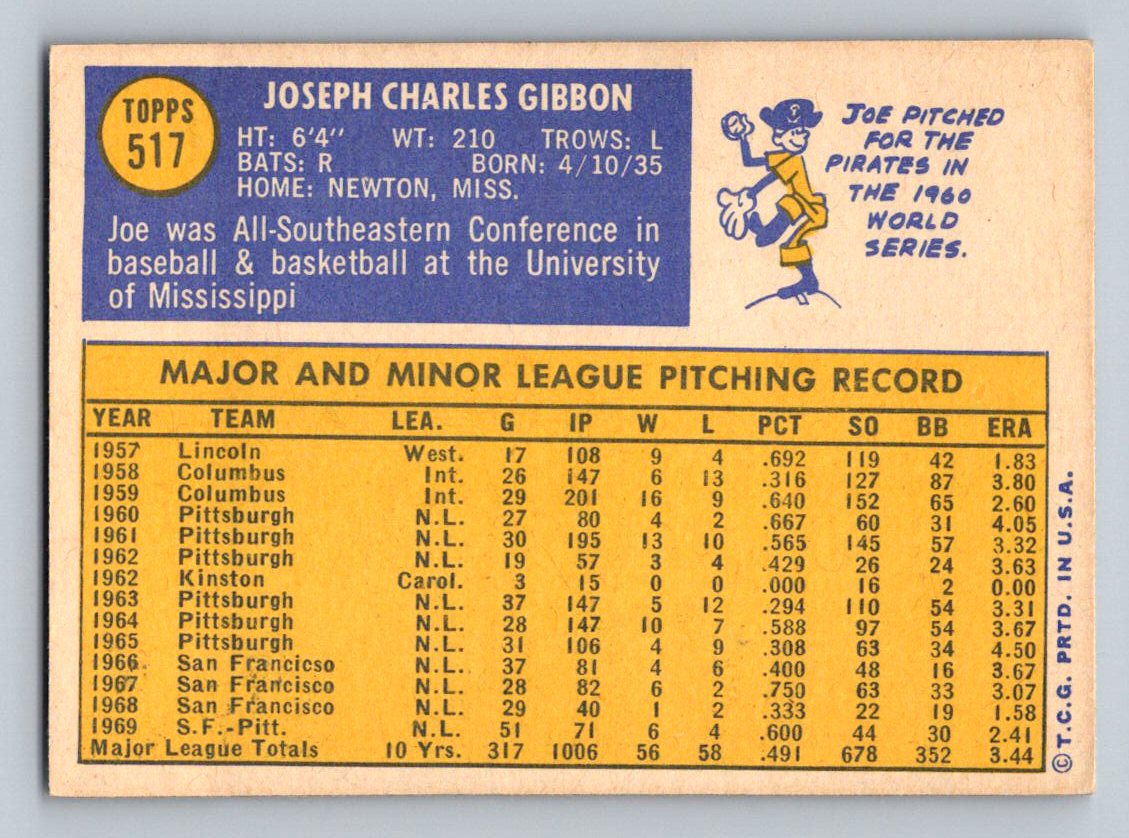 TOPPS
517
JOSEPH CHARLES GIBBON
HT: 6'4" WT: 210 TROWS: L
BATS: R BORN: 4/10/35
HOME: NEWTON, MISS.
Joe was All-Southeastern Conference in
baseball & basketball at the University
of Mississippi
JOE PITCHED
FOR THE
PIRATES IN
THE 1960
WORLD
SERIES.
MAJOR AND MINOR LEAGUE PITCHING RECORD
YEAR TEAM LEA. G IP W L PCT SO BB ERA
1957 Lincoln West. 17 108 9 4 .692 119 42 1.83
1958 Columbus Int. 26 147 6 13 .316 127 87 3.80
1959 Columbus Int. 29 201 16 9 .640 152 65 2.60
1960 Pittsburgh N.L. 27 80 4 2 .667 60 31 4.05
1961 Pittsburgh N.L. 30 195 13 10 .565 145 57 3.32
1962 Pittsburgh N.L. 19 57 3 4 .429 26 24 3.63
1962 Kinston Carol. 3 15 0 0 .000 16 2 0.00
1963 Pittsburgh N.L. 37 147 5 12 .294 110 54 3.31
1964 Pittsburgh N.L. 28 147 10 7 .588 97 54 3.67
1965 Pittsburgh N.L. 31 106 4 9 .308 63 34 4.50
1966 San Francicso N.L. 37 81 4 6 .400 48 16 3.67
1967 San Francisco N.L. 28 82 6 2 .750 63 33 3.07
1968 San Francisco N.L. 29 40 1 2 .333 22 19 1.58
1969 S.F.-Pitt. N.L. 51 71 6 4 .600 44 30 2.41
Major League Totals 10 Yrs. 317 1006 56 58 .491 678 352 3.44
©T.C.G. PRTD. IN U.S.A.